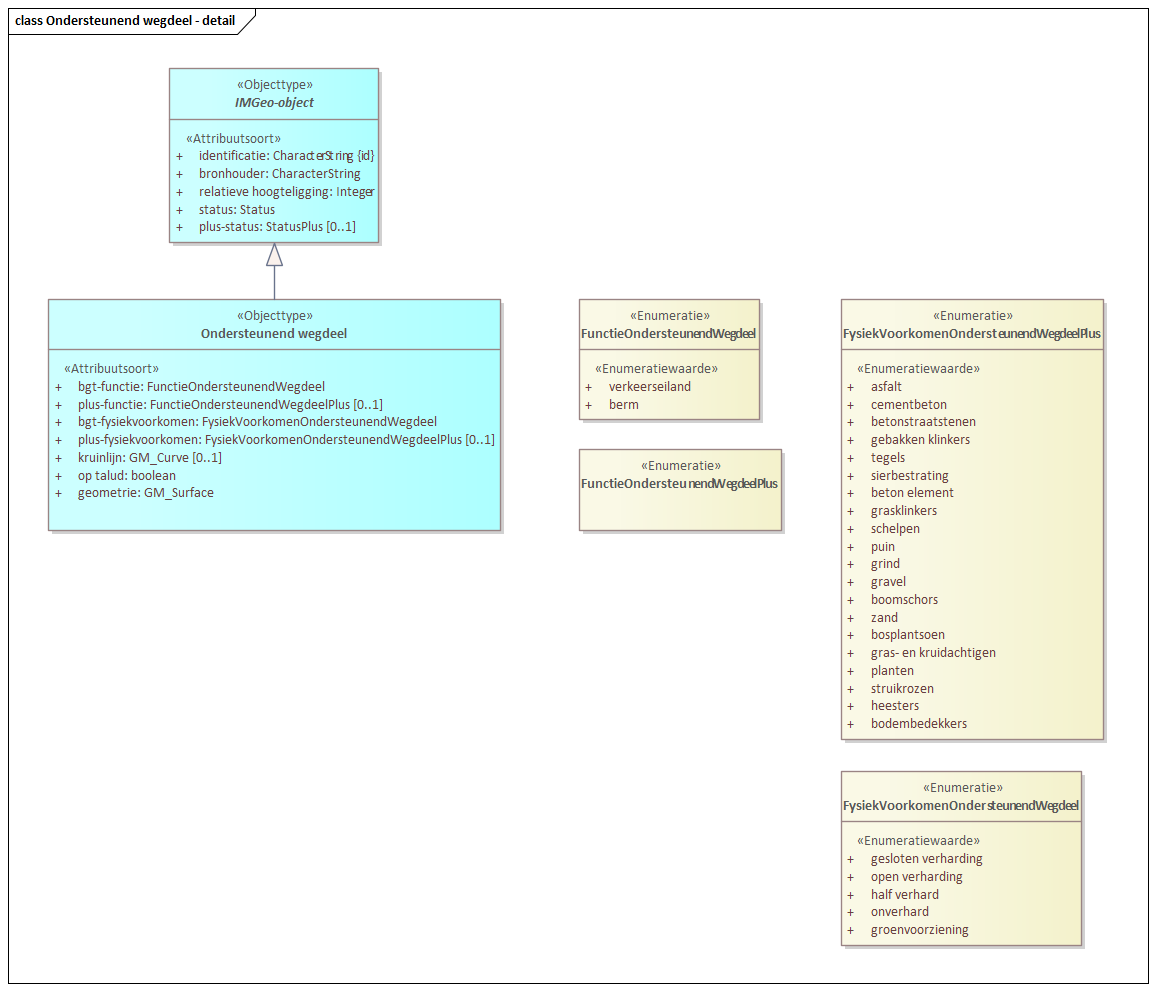 class Ondersteunend wegdeel - detail
«Objecttype»
IMGeo-object
«Attribuutsoort»
+ identificatie: CharacterString {id}
+ bronhouder: CharacterString
+ relatieve hoogteligging: Integer
+ status: Status
+ plus-status: StatusPlus [0..1]
«Objecttype»
Ondersteunend wegdeel
«Attribuutsoort»
+ bgt-functie: FunctieOndersteunendWegdeel
+ plus-functie: FunctieOndersteunendWegdeelPlus [0..1]
+ bgt-fysiekvoorkomen: FysiekVoorkomenOndersteunendWegdeel
+ plus-fysiekvoorkomen: FysiekVoorkomenOndersteunendWegdeelPlus [0..1]
+ kruinlijn: GM_Curve [0..1]
+ op talud: boolean
+ geometrie: GM_Surface
«Enumeratie»
FunctieOndersteunendWegdeel
«Enumeratiewaarde»
+ verkeerseiland
+ berm
«Enumeratie»
FunctieOndersteunendWegdeelPlus
«Enumeratie»
FysiekVoorkomenOndersteunendWegdeelPlus
«Enumeratiewaarde»
+ asfalt
+ cementbeton
+ betonstraatstenen
+ gebakken klinkers
+ tegels
+ sierbestrating
+ beton element
+ grasklinkers
+ schelpen
+ puin
+ grind
+ gravel
+ boomschors
+ zand
+ bosplantsoen
+ gras- en kruidachtigen
+ planten
+ struikrozen
+ heesters
+ bodembedekkers
«Enumeratie»
FysiekVoorkomenOndersteunendWegdeel
«Enumeratiewaarde»
+ gesloten verharding
+ open verharding
+ half verhard
+ onverhard
+ groenvoorziening